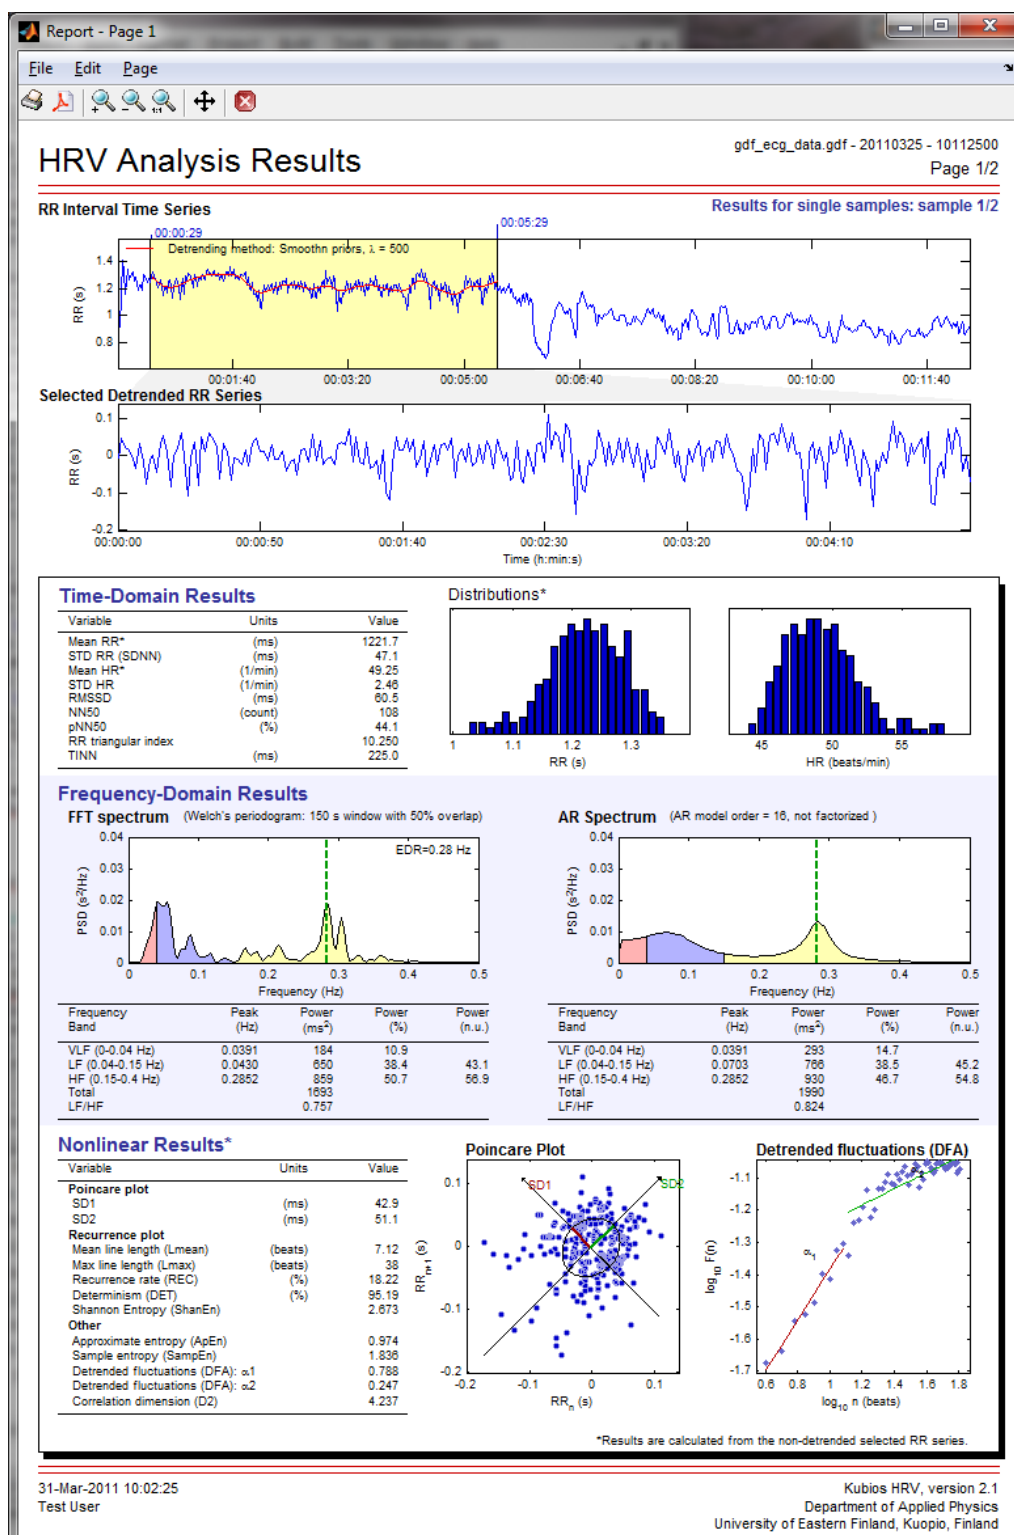 Report - Page 1
File Edit Page
HRV Analysis Results
gdf_ecg_data.gdf - 20110325 - 10112500
Page 1/2
RR Interval Time Series
Results for single samples: sample 1/2
00:00:29
00:05:29
Detrending method: Smoothn priors, λ = 500
RR (s)
1.4
1.2
1
0.8
00:01:40 00:03:20 00:05:00 00:06:40 00:08:20 00:10:00 00:11:40
Selected Detrended RR Series
RR (s)
0.1
0
-0.1
-0.2
00:00:00 00:00:50 00:01:40 00:02:30 00:03:20 00:04:10
Time (h:min:s)
Time-Domain Results
Variable Units Value
Mean RR* (ms) 1221.7
STD RR (SDNN) (ms) 47.1
Mean HR* (1/min) 49.25
STD HR (1/min) 2.46
RMSSD (ms) 60.5
NN50 (count) 108
pNN50 (%) 44.1
RR triangular index 10.250
TINN (ms) 225.0
Distributions*
1 1.1 1.2 1.3
RR (s)
45 50 55
HR (beats/min)
Frequency-Domain Results
FFT spectrum (Welch's periodogram: 150 s window with 50% overlap)
EDR=0.28 Hz
PSD (s²/Hz)
0.04
0.03
0.02
0.01
0
0 0.1 0.2 0.3 0.4 0.5
Frequency (Hz)
AR Spectrum (AR model order = 16, not factorized )
PSD (s²/Hz)
0.04
0.03
0.02
0.01
0
0 0.1 0.2 0.3 0.4 0.5
Frequency (Hz)
Frequency Peak Power Power Power
Band (Hz) (ms²) (%) (n.u.)
VLF (0-0.04 Hz) 0.0391 184 10.9
LF (0.04-0.15 Hz) 0.0430 650 38.4 43.1
HF (0.15-0.4 Hz) 0.2852 859 50.7 56.9
Total 1693
LF/HF 0.757
Frequency Peak Power Power Power
Band (Hz) (ms²) (%) (n.u.)
VLF (0-0.04 Hz) 0.0391 293 14.7
LF (0.04-0.15 Hz) 0.0703 766 38.5 45.2
HF (0.15-0.4 Hz) 0.2852 930 46.7 54.8
Total 1990
LF/HF 0.824
Nonlinear Results*
Variable Units Value
Poincare plot
SD1 (ms) 42.9
SD2 (ms) 51.1
Recurrence plot
Mean line length (Lmean) (beats) 7.12
Max line length (Lmax) (beats) 38
Recurrence rate (REC) (%) 18.22
Determinism (DET) (%) 95.19
Shannon Entropy (ShanEn) 2.673
Other
Approximate entropy (ApEn) 0.974
Sample entropy (SampEn) 1.836
Detrended fluctuations (DFA): α1 0.788
Detrended fluctuations (DFA): α2 0.247
Correlation dimension (D2) 4.237
Poincare Plot
SD1
SD2
RRn+1 (s)
0.1
0
-0.1
-0.2
-0.2 -0.1 0 0.1
RRn (s)
Detrended fluctuations (DFA)
α2
α1
log10 F(n)
-1.1
-1.2
-1.3
-1.4
-1.5
-1.6
-1.7
0.6 0.8 1 1.2 1.4 1.6 1.8
log10 n (beats)
*Results are calculated from the non-detrended selected RR series.
31-Mar-2011 10:02:25
Test User
Kubios HRV, version 2.1
Department of Applied Physics
University of Eastern Finland, Kuopio, Finland